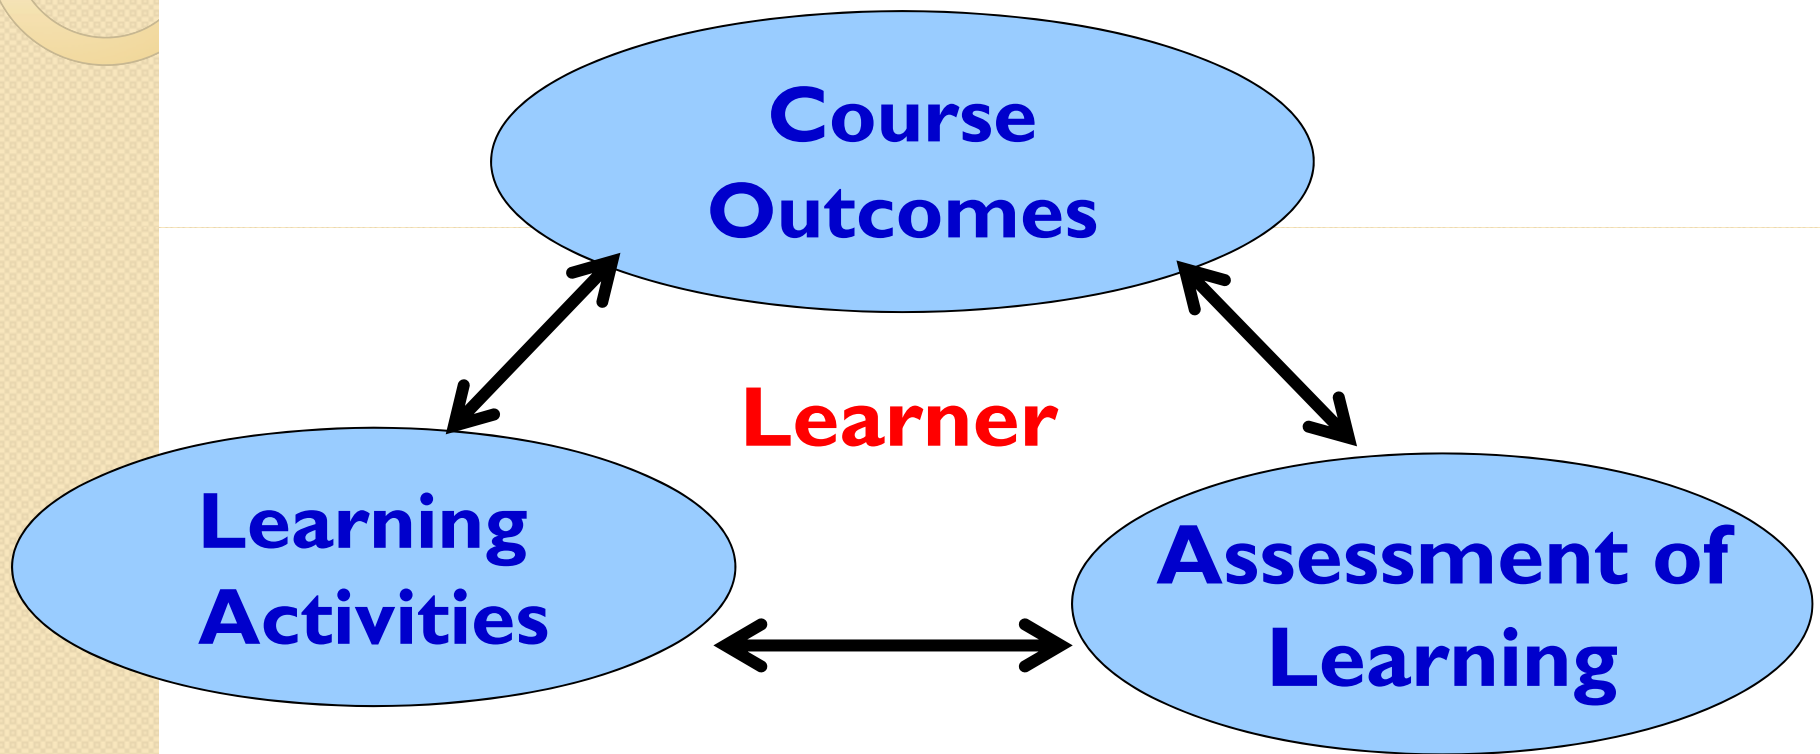 Course
Outcomes
Learner
Learning
Activities
Assessment of
Learning